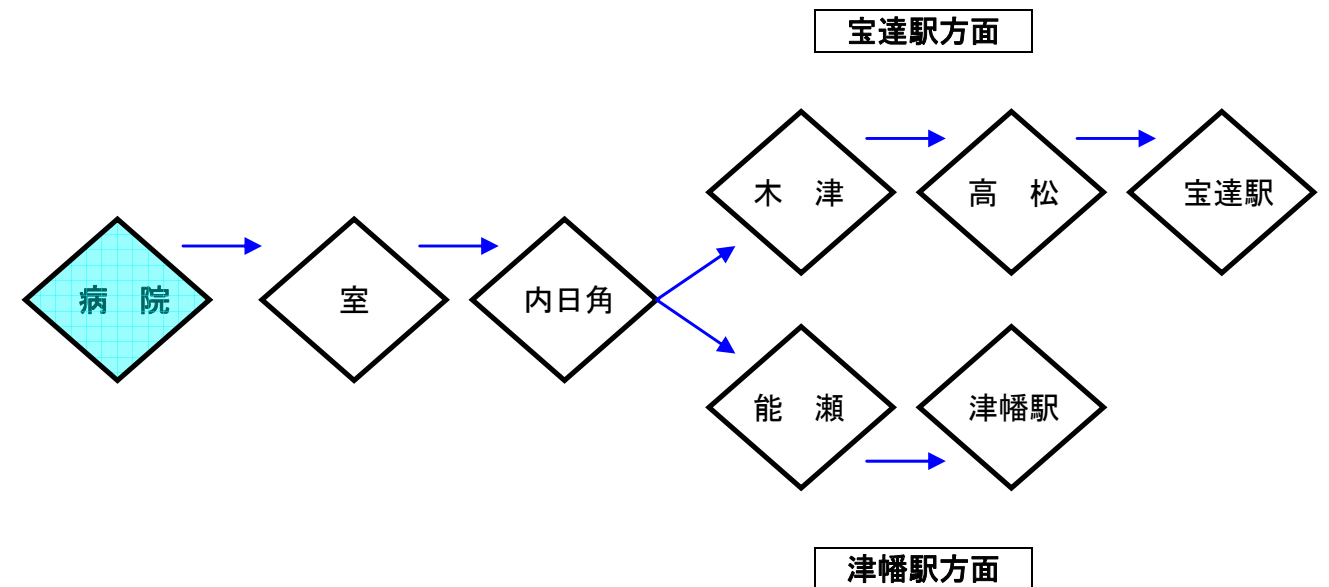 宝達駅方面
木　津
高　松
宝達駅
病　院
室
内日角
能　瀬
津幡駅
津幡駅方面